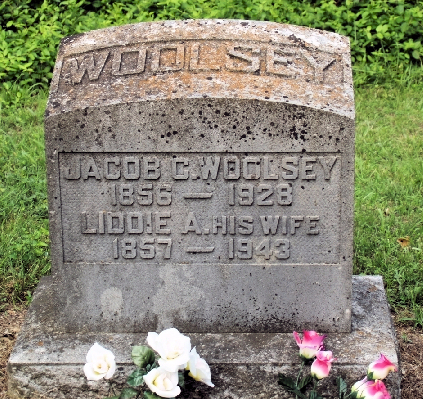 WOOLSEY
JACOB C. WOOLSEY
1856 — 1928
LIDDIE A. HIS WIFE
1857 — 1943